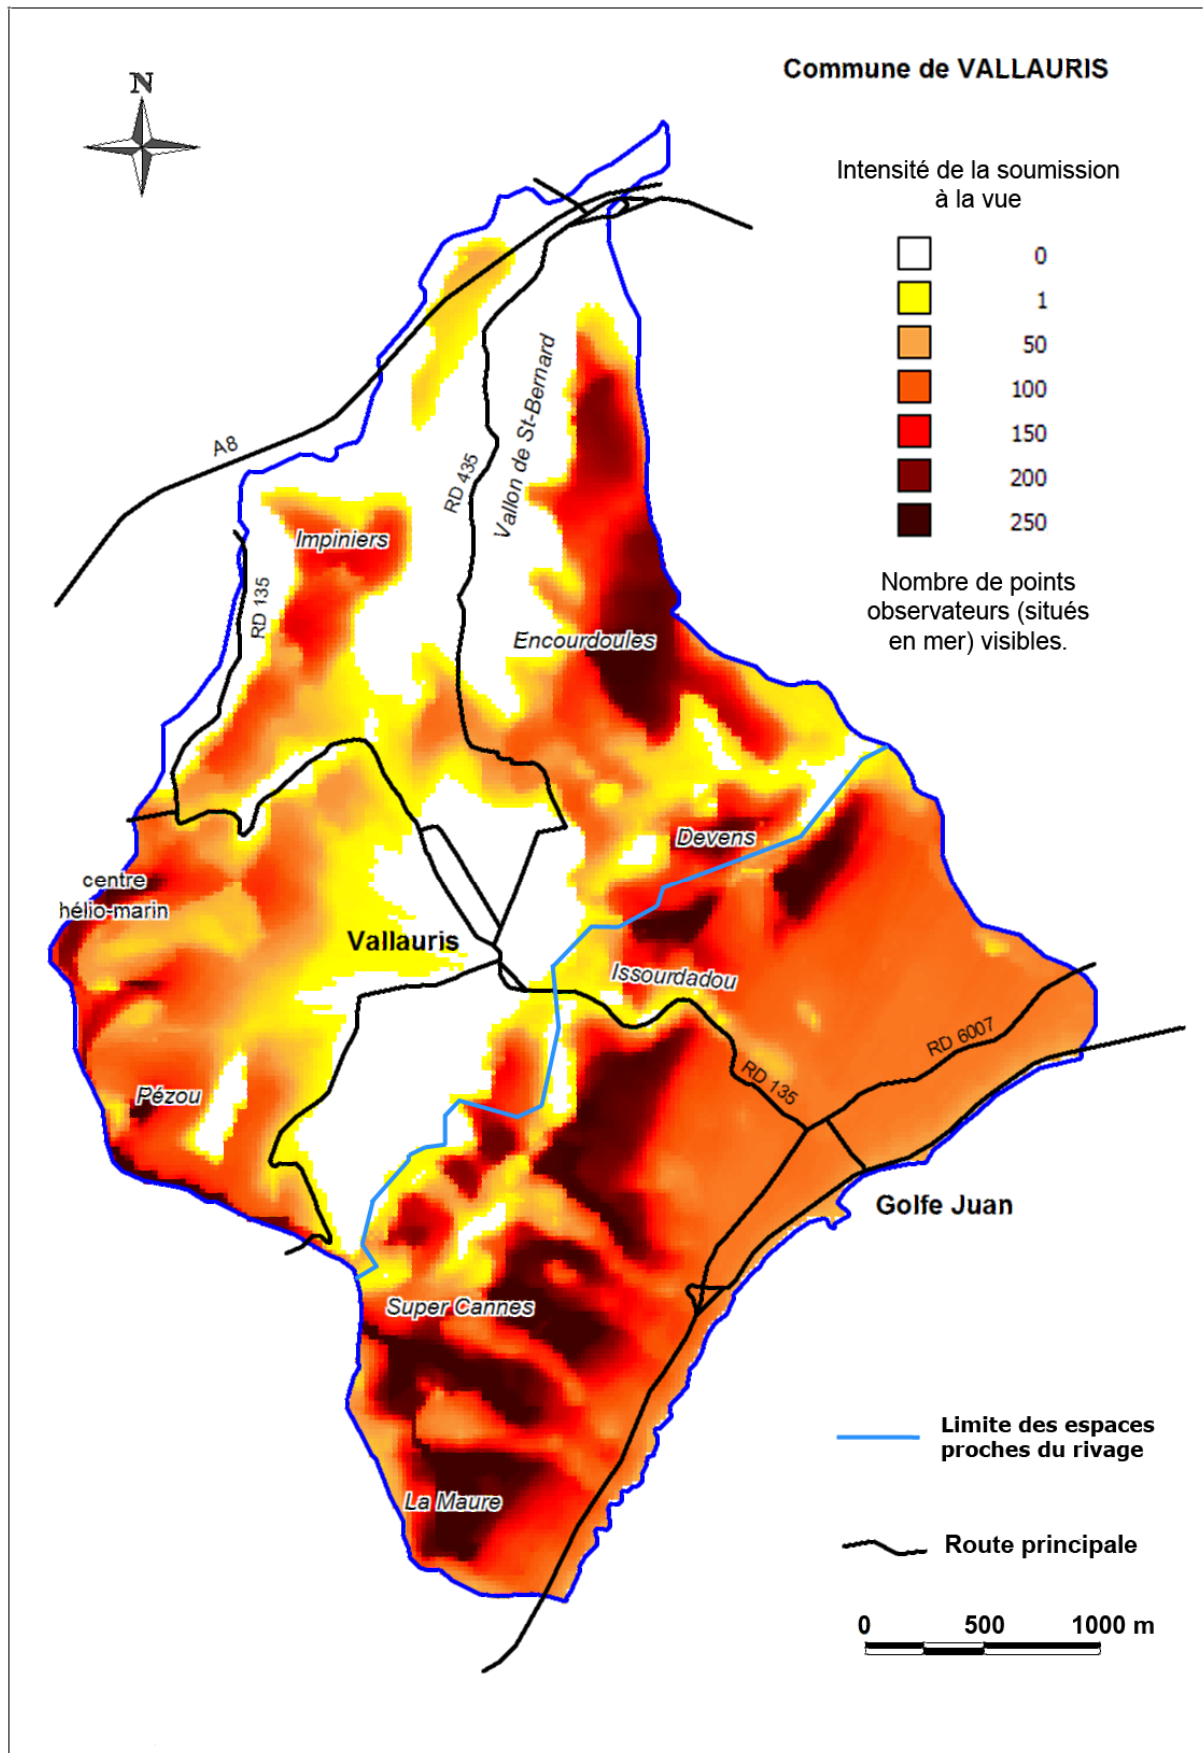 Commune de VALLAURIS
N
Intensité de la soumission
à la vue
0
1
50
100
150
200
250
Nombre de points
observateurs (situés
en mer) visibles.
A8
RD 435
Vallon de St-Bernard
Impiniers
RD 135
Encourdoules
Devens
centre
hélio-marin
Vallauris
Issourdadou
RD 6007
RD 135
Pézou
Golfe Juan
Super Cannes
La Maure
Limite des espaces
proches du rivage
Route principale
0 500 1000 m